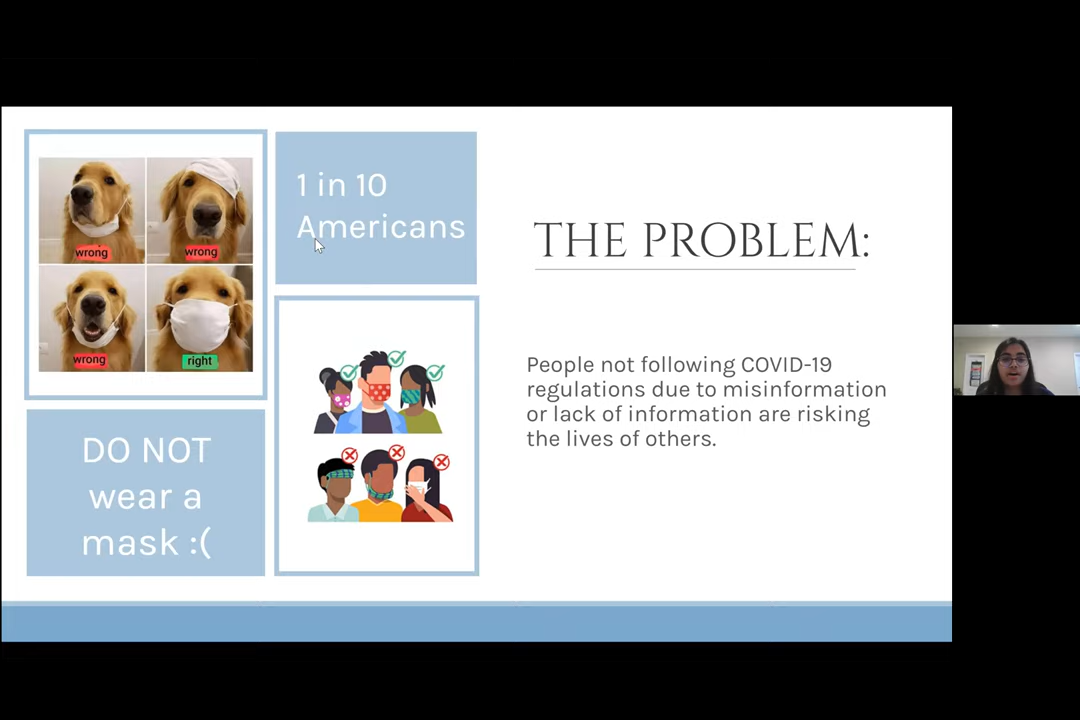 wrong
wrong
wrong
right
1 in 10
Americans
DO NOT
wear a
mask :(
THE PROBLEM:
People not following COVID-19
regulations due to misinformation
or lack of information are risking
the lives of others.